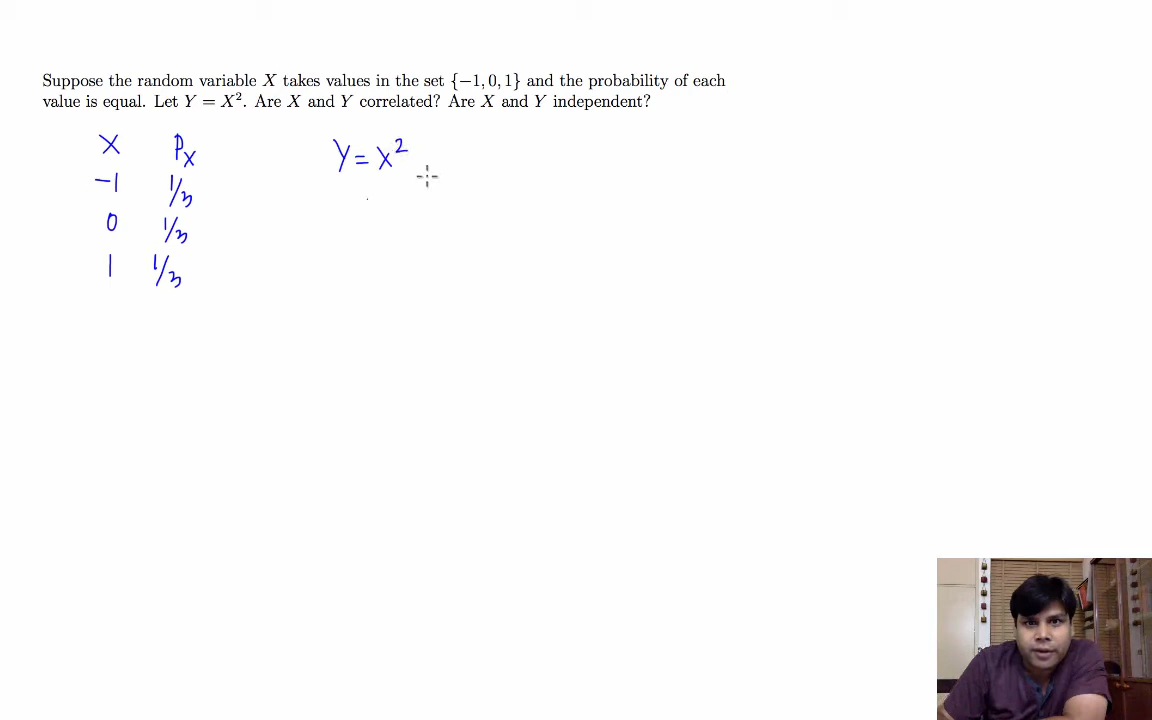 Suppose the random variable X takes values in the set {−1, 0, 1} and the probability of each
value is equal. Let Y = X². Are X and Y correlated? Are X and Y independent?
X P_X
-1 1/3
0 1/3
1 1/3
Y = X²